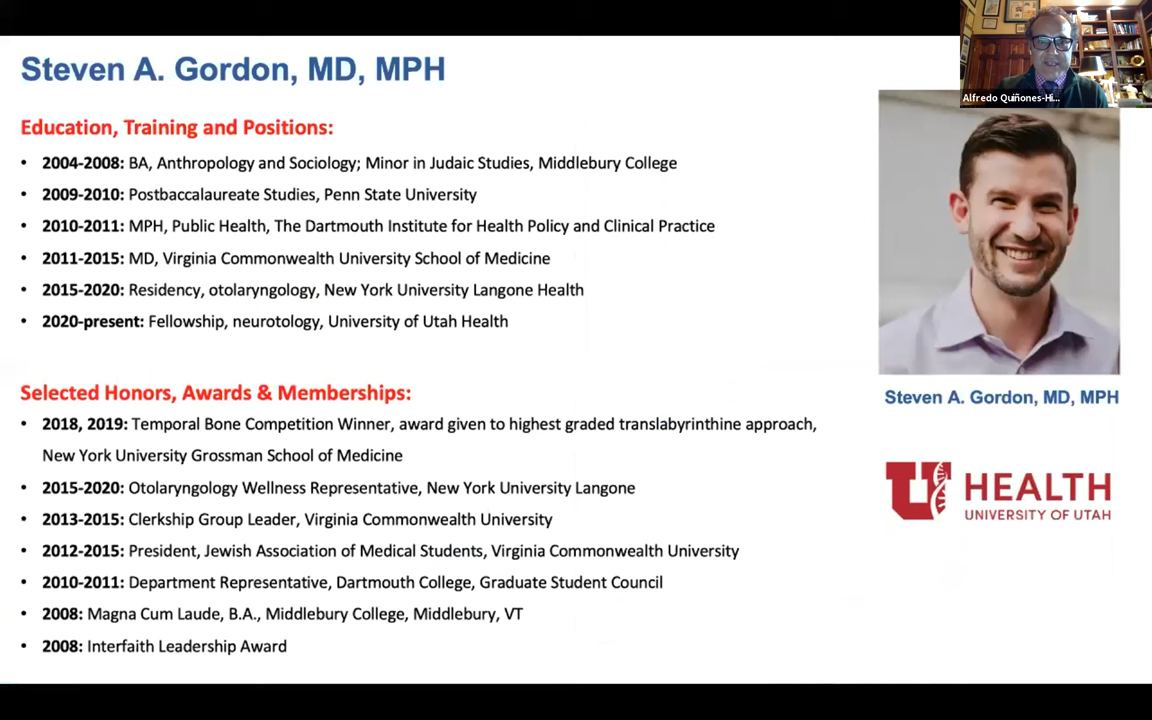 Steven A. Gordon, MD, MPH
Alfredo Quiñones-Hi...
Education, Training and Positions:
• 2004-2008: BA, Anthropology and Sociology; Minor in Judaic Studies, Middlebury College
• 2009-2010: Postbaccalaureate Studies, Penn State University
• 2010-2011: MPH, Public Health, The Dartmouth Institute for Health Policy and Clinical Practice
• 2011-2015: MD, Virginia Commonwealth University School of Medicine
• 2015-2020: Residency, otolaryngology, New York University Langone Health
• 2020-present: Fellowship, neurotology, University of Utah Health
Steven A. Gordon, MD, MPH
Selected Honors, Awards & Memberships:
• 2018, 2019: Temporal Bone Competition Winner, award given to highest graded translabyrinthine approach,
New York University Grossman School of Medicine
• 2015-2020: Otolaryngology Wellness Representative, New York University Langone
• 2013-2015: Clerkship Group Leader, Virginia Commonwealth University
• 2012-2015: President, Jewish Association of Medical Students, Virginia Commonwealth University
• 2010-2011: Department Representative, Dartmouth College, Graduate Student Council
• 2008: Magna Cum Laude, B.A., Middlebury College, Middlebury, VT
• 2008: Interfaith Leadership Award
U HEALTH
UNIVERSITY OF UTAH